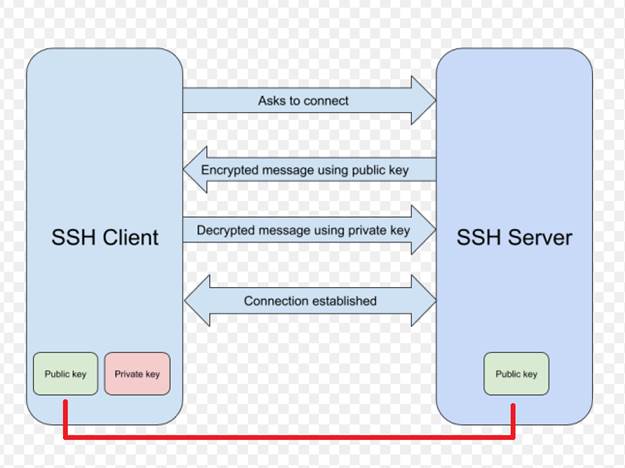 Asks to connect
Encrypted message using public key
Decrypted message using private key
SSH Client
SSH Server
Connection established
Public key
Private key
Public key